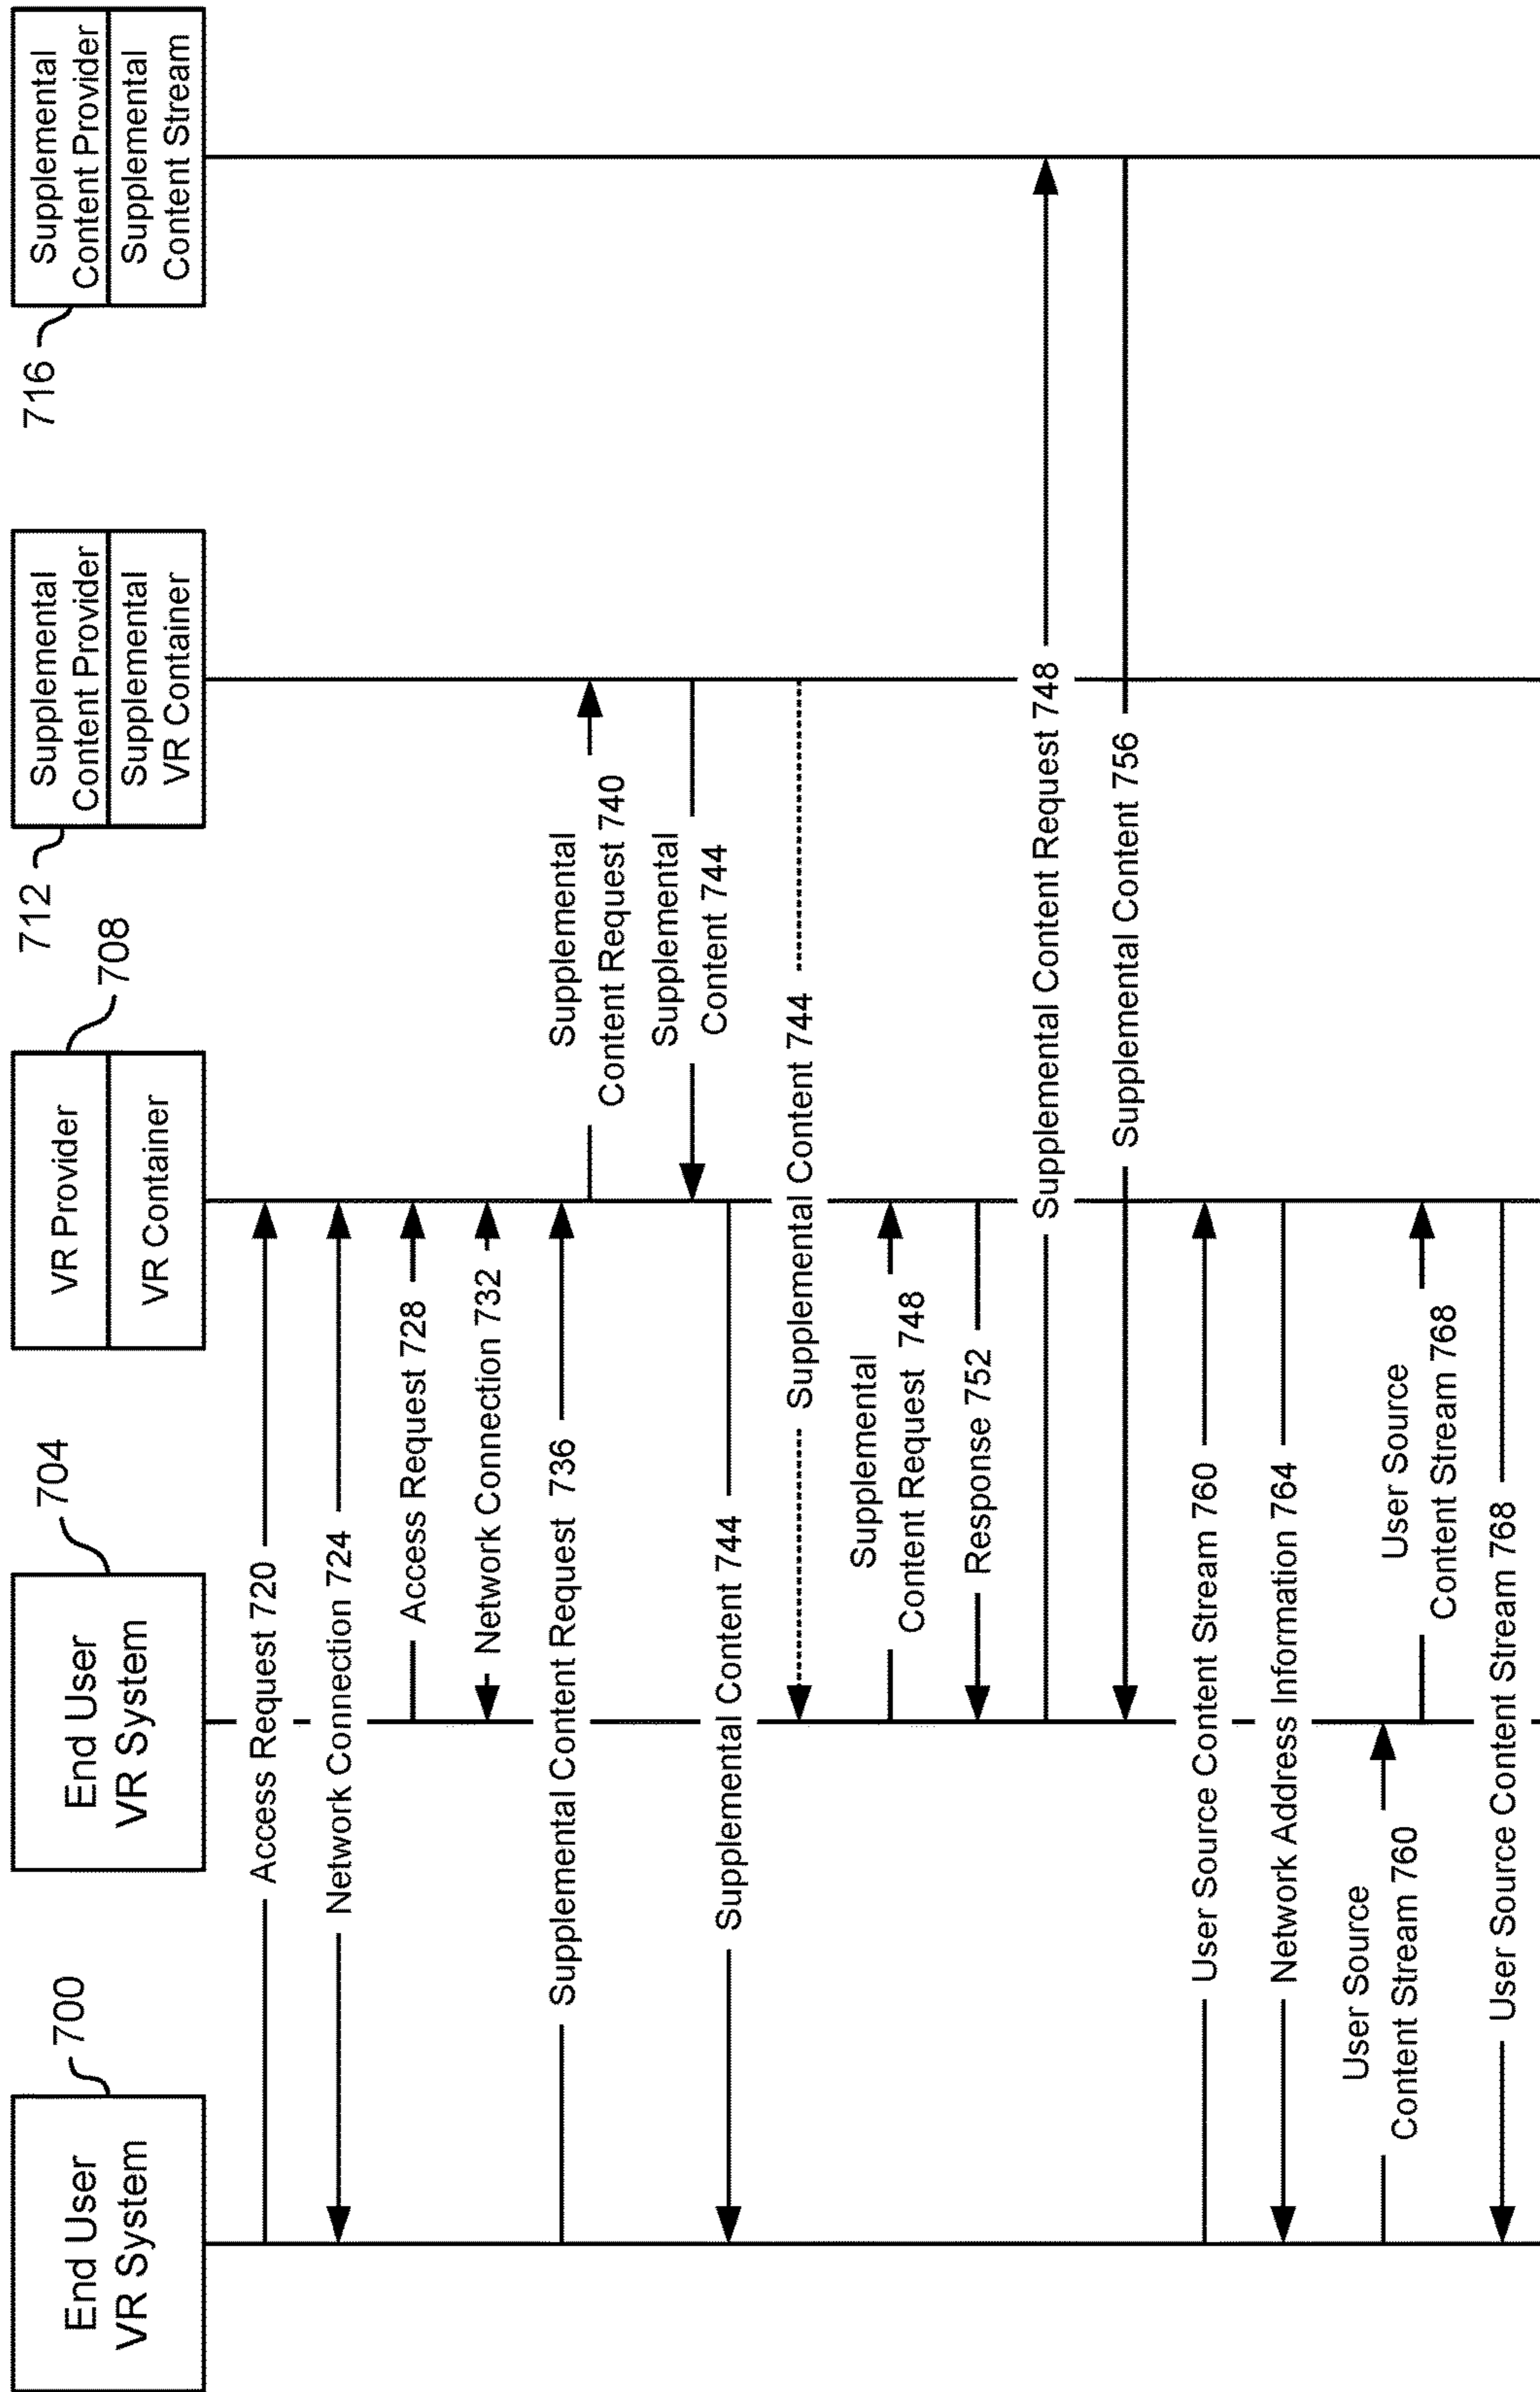 End User
VR System
700
End User
VR System
704
VR Provider
VR Container
708
Supplemental
Content Provider
Supplemental
VR Container
712
Supplemental
Content Provider
Supplemental
Content Stream
716
Access Request 720
Network Connection 724
Access Request 728
Network Connection 732
Supplemental Content Request 736
Supplemental
Content Request 740
Supplemental
Content 744
Supplemental Content 744
Supplemental Content 744
Supplemental
Content Request 748
Response 752
Supplemental Content Request 748
Supplemental Content 756
User Source Content Stream 760
Network Address Information 764
User Source
Content Stream 760
User Source
Content Stream 768
User Source Content Stream 768